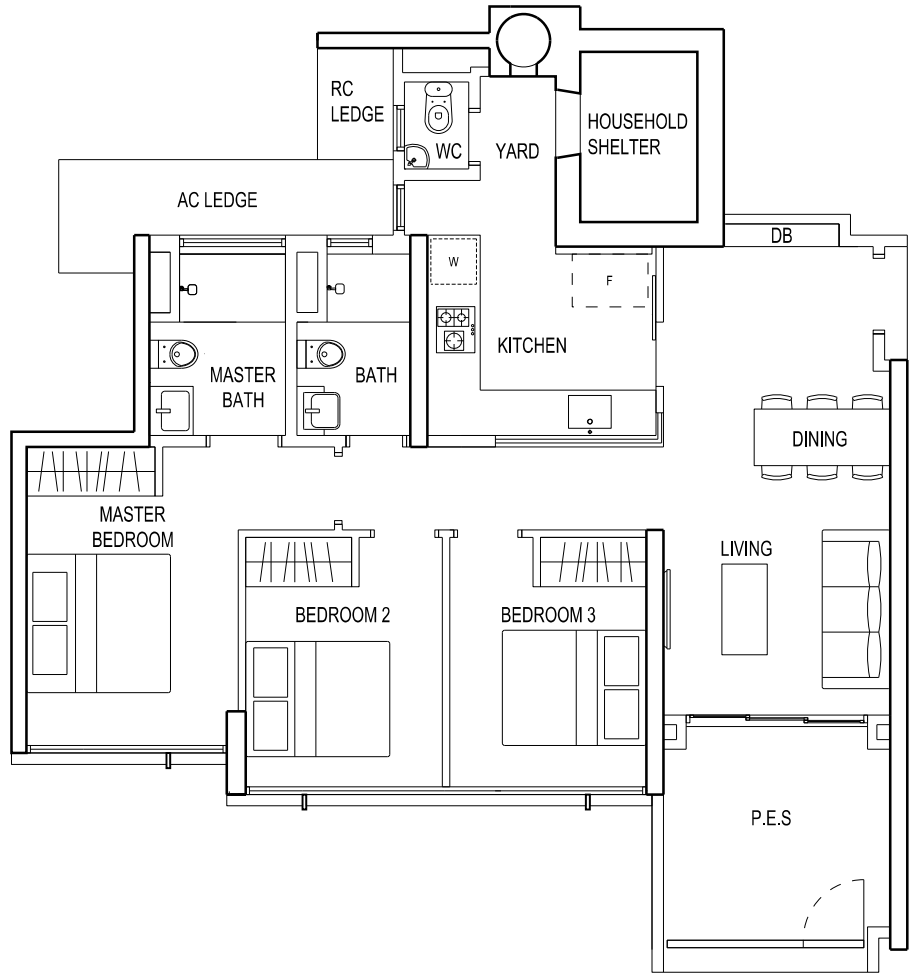 RC
LEDGE
WC
YARD
HOUSEHOLD
SHELTER
AC LEDGE
DB
W
F
KITCHEN
MASTER
BATH
BATH
DINING
MASTER
BEDROOM
LIVING
BEDROOM 2
BEDROOM 3
P.E.S